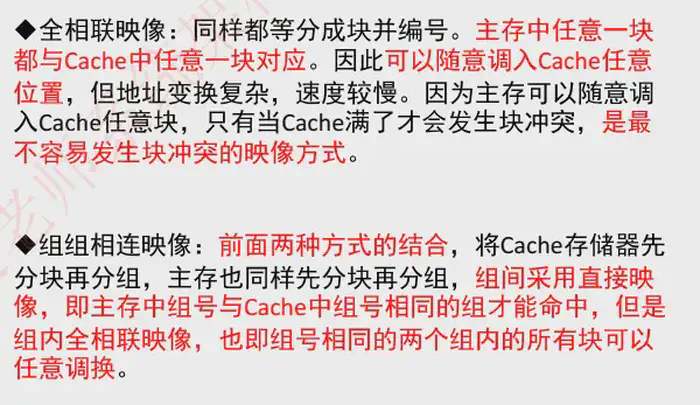 ◆全相联映像：同样都等分成块并编号。主存中任意一块
都与Cache中任意一块对应。因此可以随意调入Cache任意
位置，但地址变换复杂，速度较慢。因为主存可以随意调
入Cache任意块，只有当Cache满了才会发生块冲突，是最
不容易发生块冲突的映像方式。
◆组组相连映像：前面两种方式的结合，将Cache存储器先
分块再分组，主存也同样先分块再分组，组间采用直接映
像，即主存中组号与Cache中组号相同的组才能命中，但是
组内全相联映像，也即组号相同的两个组内的所有块可以
任意调换。